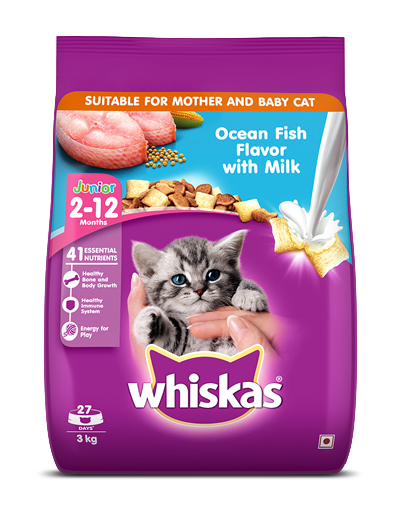 SUITABLE FOR MOTHER AND BABY CAT
Ocean Fish
Flavor
with Milk
Junior
2-12
Months
41 ESSENTIAL
NUTRIENTS
Healthy
Bone and
Body Growth
Healthy
Immune
System
Energy for
Play
whiskas®
27
DAYS*
3 kg